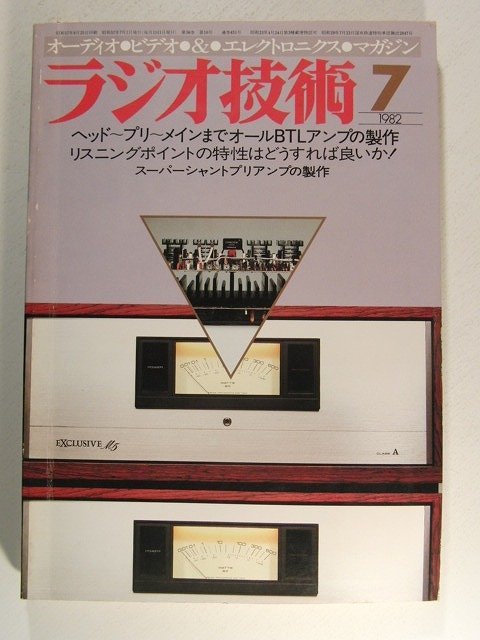 オーディオ●ビデオ●&●エレクトロニクス●マガジン
ラジオ技術 7
1982
ヘッド〜プリ〜メインまでオールBTLアンプの製作
リスニングポイントの特性はどうすれば良いか!
スーパーシャントプリアンプの製作
POWER
WATTS
EXCLUSIVE M5
CLASS A
POWER
WATTS